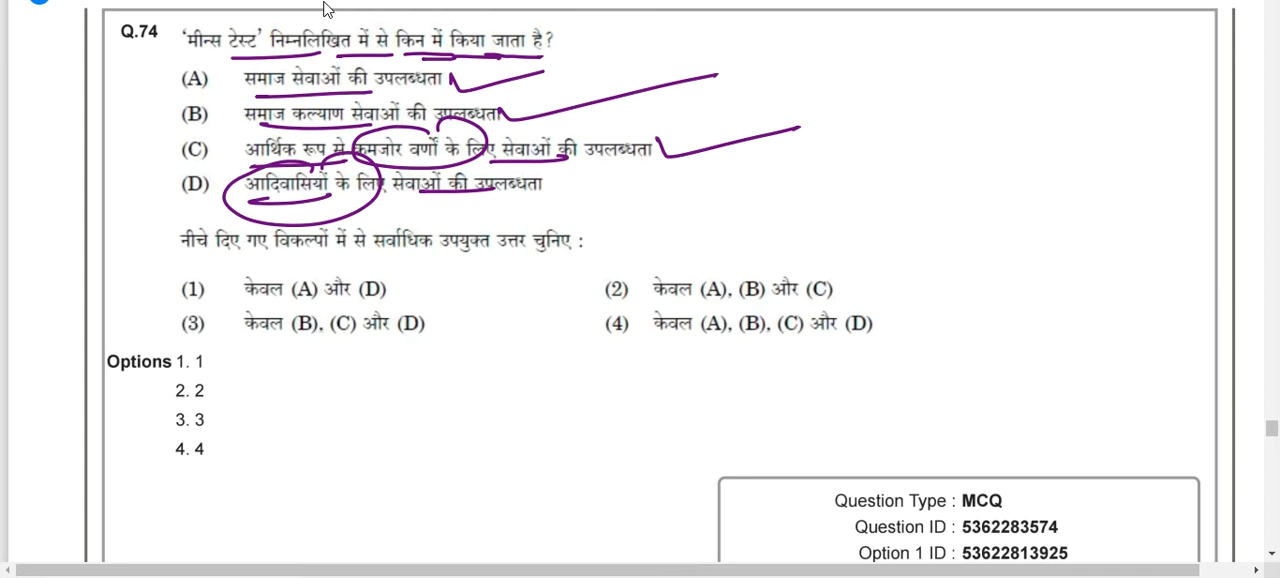 Q.74 'मीन्स टेस्ट' निम्नलिखित में से किन में किया जाता है?
(A) समाज सेवाओं की उपलब्धता
(B) समाज कल्याण सेवाओं की उपलब्धता
(C) आर्थिक रूप से कमजोर वर्णों के लिए सेवाओं की उपलब्धता
(D) आदिवासियों के लिए सेवाओं की उपलब्धता
नीचे दिए गए विकल्पों में से सर्वाधिक उपयुक्त उत्तर चुनिए :
(1) केवल (A) और (D) (2) केवल (A), (B) और (C)
(3) केवल (B), (C) और (D) (4) केवल (A), (B), (C) और (D)
Options 1. 1
2. 2
3. 3
4. 4
Question Type : MCQ
Question ID : 5362283574
Option 1 ID : 53622813925